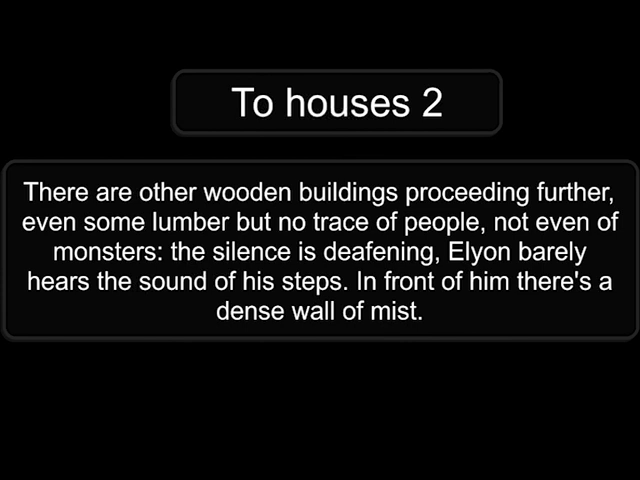 To houses 2
There are other wooden buildings proceeding further,
even some lumber but no trace of people, not even of
monsters: the silence is deafening, Elyon barely
hears the sound of his steps. In front of him there's a
dense wall of mist.